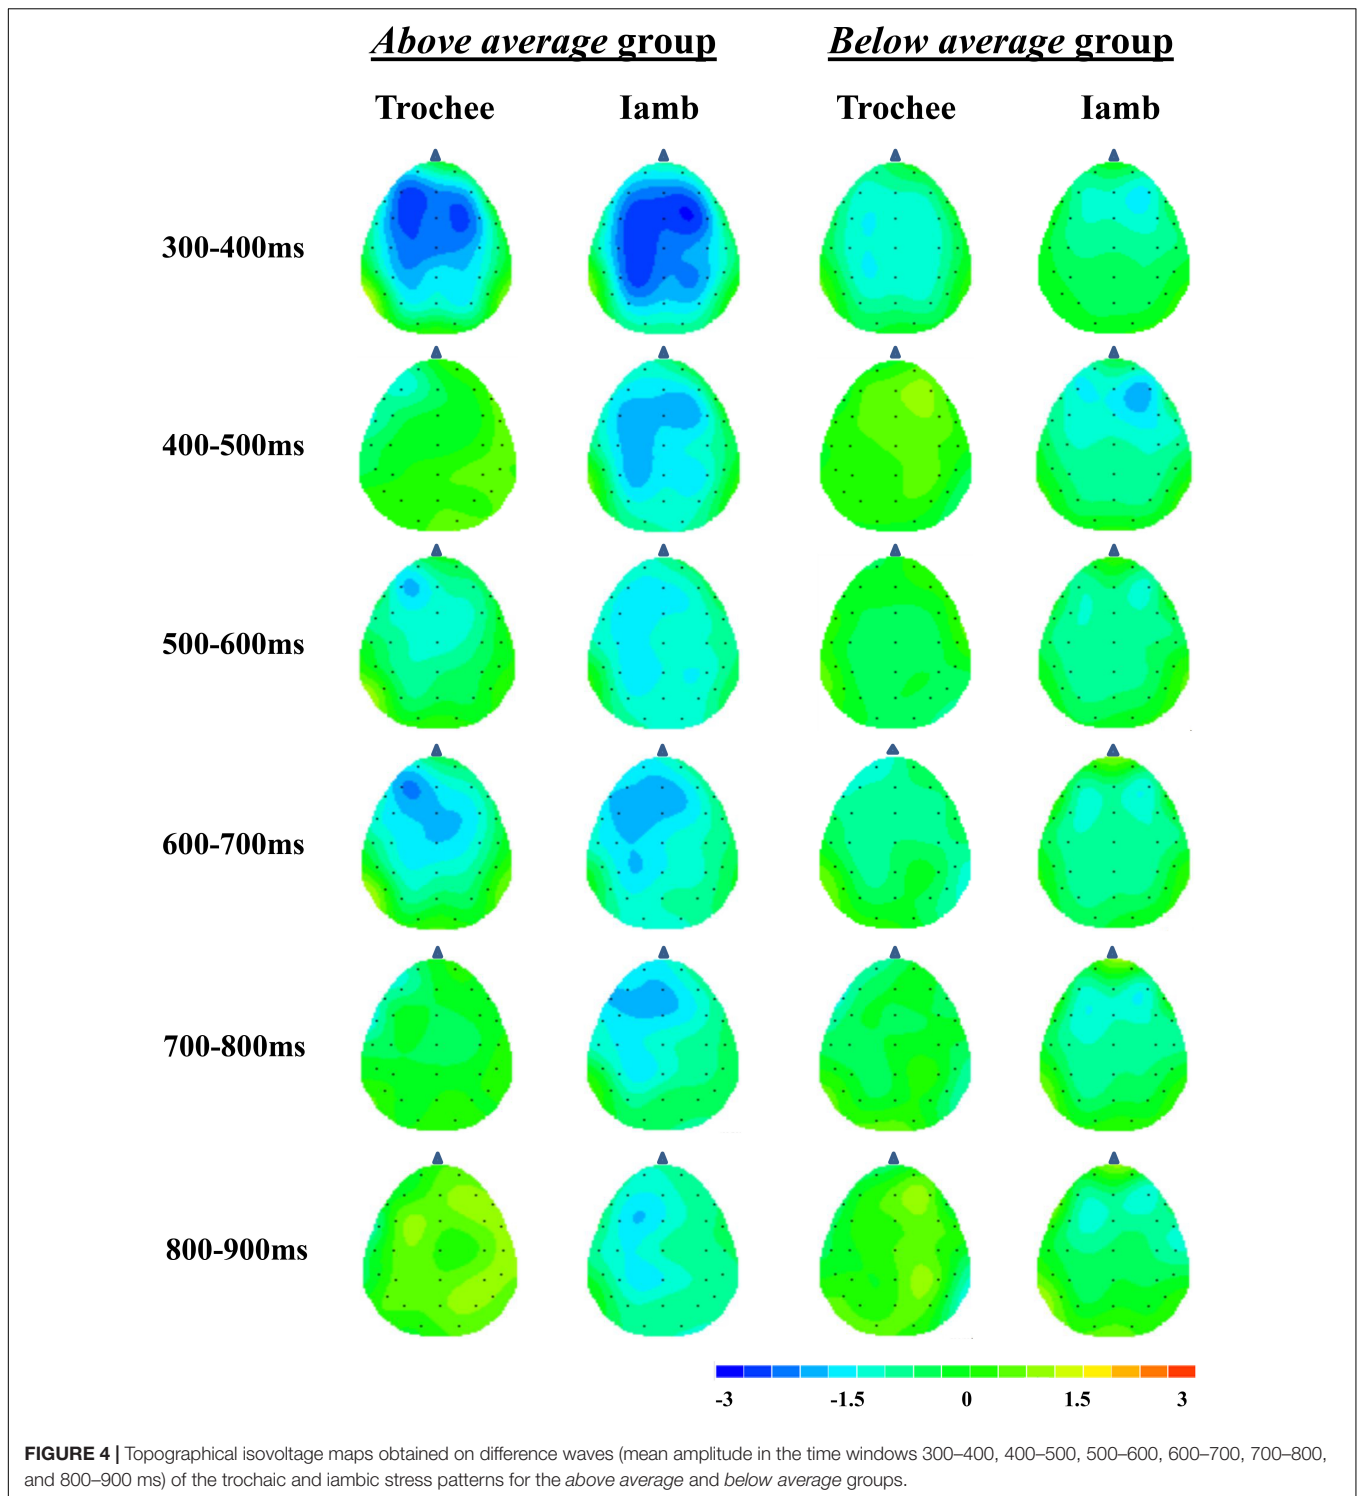 Above average group Below average group
Trochee Iamb Trochee Iamb
300-400ms
400-500ms
500-600ms
600-700ms
700-800ms
800-900ms
-3 -1.5 0 1.5 3
FIGURE 4 | Topographical isovoltage maps obtained on difference waves (mean amplitude in the time windows 300–400, 400–500, 500–600, 600–700, 700–800,
and 800–900 ms) of the trochaic and iambic stress patterns for the above average and below average groups.